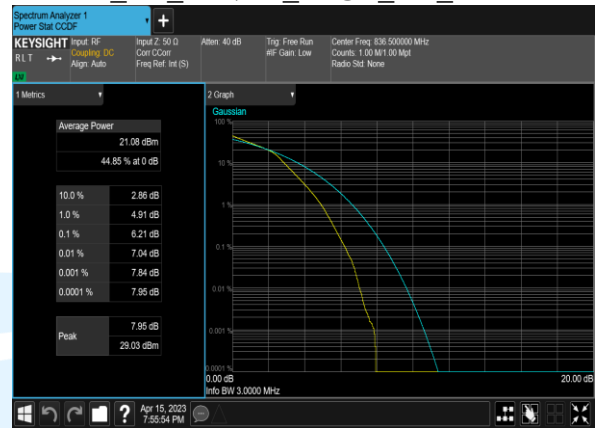 Spectrum Analyzer 1
Power Stat CCDF
+
KEYSIGHT
Input: RF
Coupling: DC
Align: Auto
Input Z: 50 Ω
Corr CCorr
Freq Ref: Int (S)
Atten: 40 dB
Trig: Free Run
#IF Gain: Low
Center Freq: 836.500000 MHz
Counts: 1.00 M/1.00 Mpt
Radio Std: None
R L T
LXI
1 Metrics
2 Graph
Gaussian
Average Power
21.08 dBm
44.85 % at 0 dB
10.0 % 2.86 dB
1.0 % 4.91 dB
0.1 % 6.21 dB
0.01 % 7.04 dB
0.001 % 7.84 dB
0.0001 % 7.95 dB
Peak
7.95 dB
29.03 dBm
100 %
10 %
1 %
0.1 %
0.01 %
0.001 %
0.0001 %
0.00 dB 20.00 dB
Info BW 3.0000 MHz
?
Apr 15, 2023
7:55:54 PM